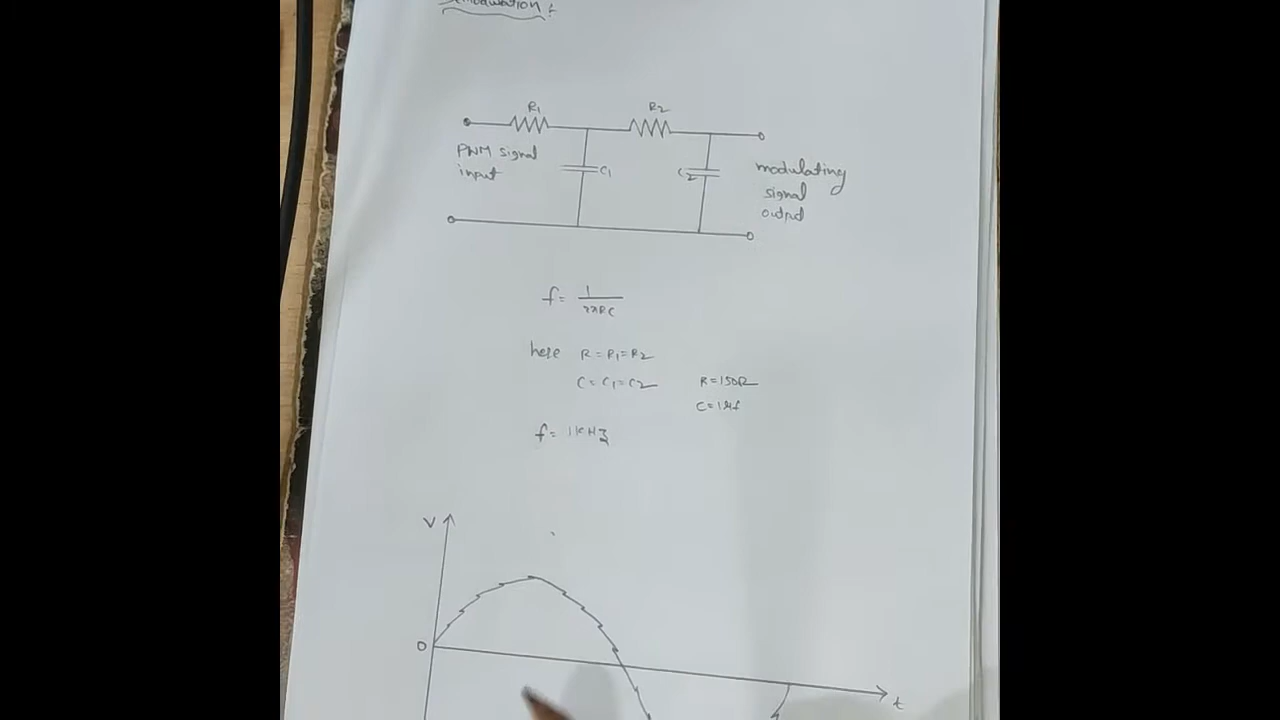 Demodulation :
R1
R2
PWM signal
input
C1
C2
modulating
signal
output
f = 1
2πRC
here R = R1 = R2
C = C1 = C2
R = 150Ω
C = 1μf
f = 1KHz
V
0
t